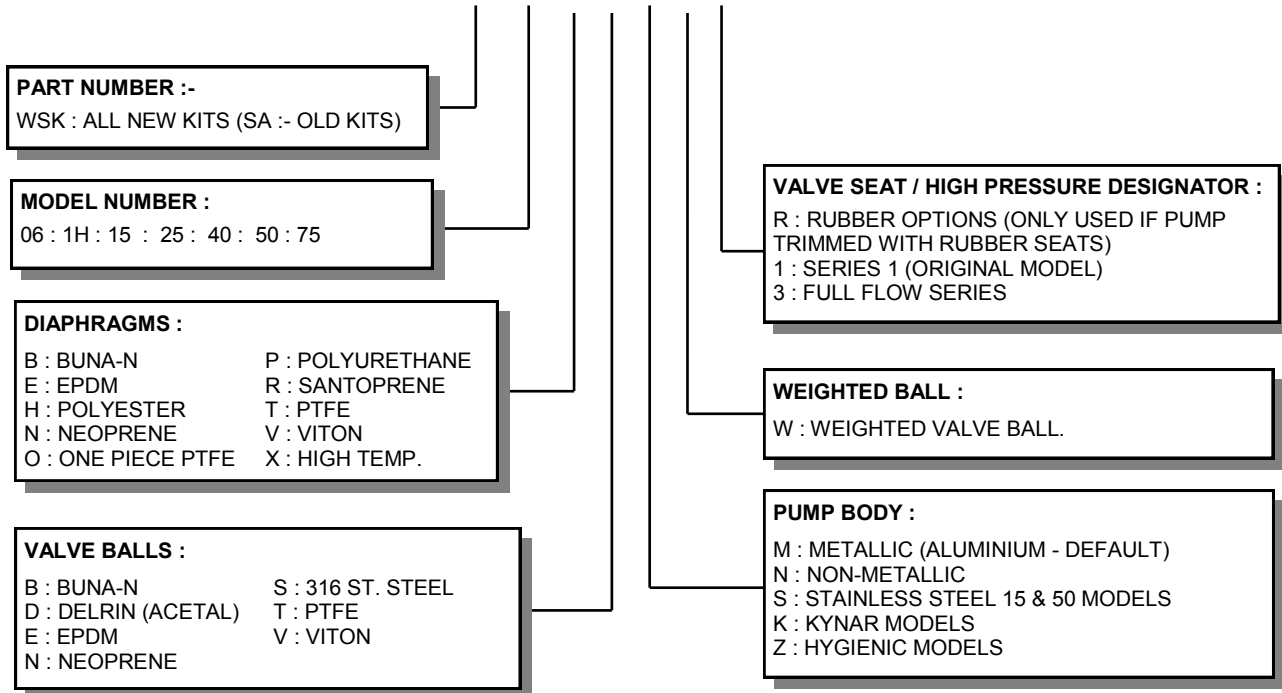 PART NUMBER :-
WSK : ALL NEW KITS (SA :- OLD KITS)
MODEL NUMBER :
06 : 1H : 15 : 25 : 40 : 50 : 75
DIAPHRAGMS :
B : BUNA-N P : POLYURETHANE
E : EPDM R : SANTOPRENE
H : POLYESTER T : PTFE
N : NEOPRENE V : VITON
O : ONE PIECE PTFE X : HIGH TEMP.
VALVE BALLS :
B : BUNA-N S : 316 ST. STEEL
D : DELRIN (ACETAL) T : PTFE
E : EPDM V : VITON
N : NEOPRENE
VALVE SEAT / HIGH PRESSURE DESIGNATOR :
R : RUBBER OPTIONS (ONLY USED IF PUMP
TRIMMED WITH RUBBER SEATS)
1 : SERIES 1 (ORIGINAL MODEL)
3 : FULL FLOW SERIES
WEIGHTED BALL :
W : WEIGHTED VALVE BALL.
PUMP BODY :
M : METALLIC (ALUMINIUM - DEFAULT)
N : NON-METALLIC
S : STAINLESS STEEL 15 & 50 MODELS
K : KYNAR MODELS
Z : HYGIENIC MODELS